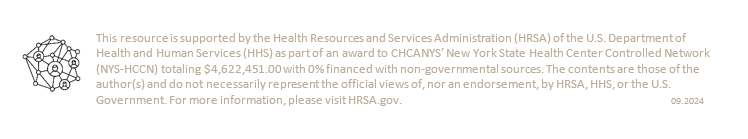 This resource is supported by the Health Resources and Services Administration (HRSA) of the U.S. Department of
Health and Human Services (HHS) as part of an award to CHCANYS’ New York State Health Center Controlled Network
(NYS-HCCN) totaling $4,622,451.00 with 0% financed with non-governmental sources. The contents are those of the
author(s) and do not necessarily represent the official views of, nor an endorsement, by HRSA, HHS, or the U.S.
Government. For more information, please visit HRSA.gov.
09.2024